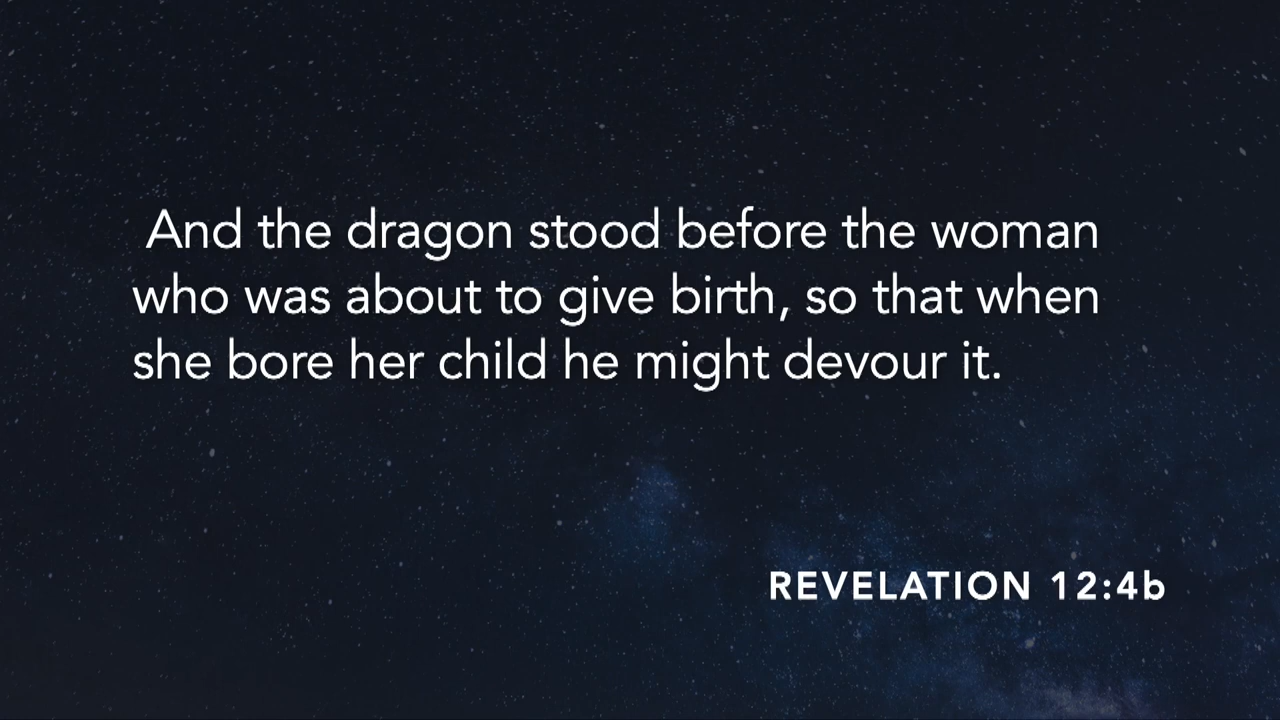 And the dragon stood before the woman
who was about to give birth, so that when
she bore her child he might devour it.
REVELATION 12:4b